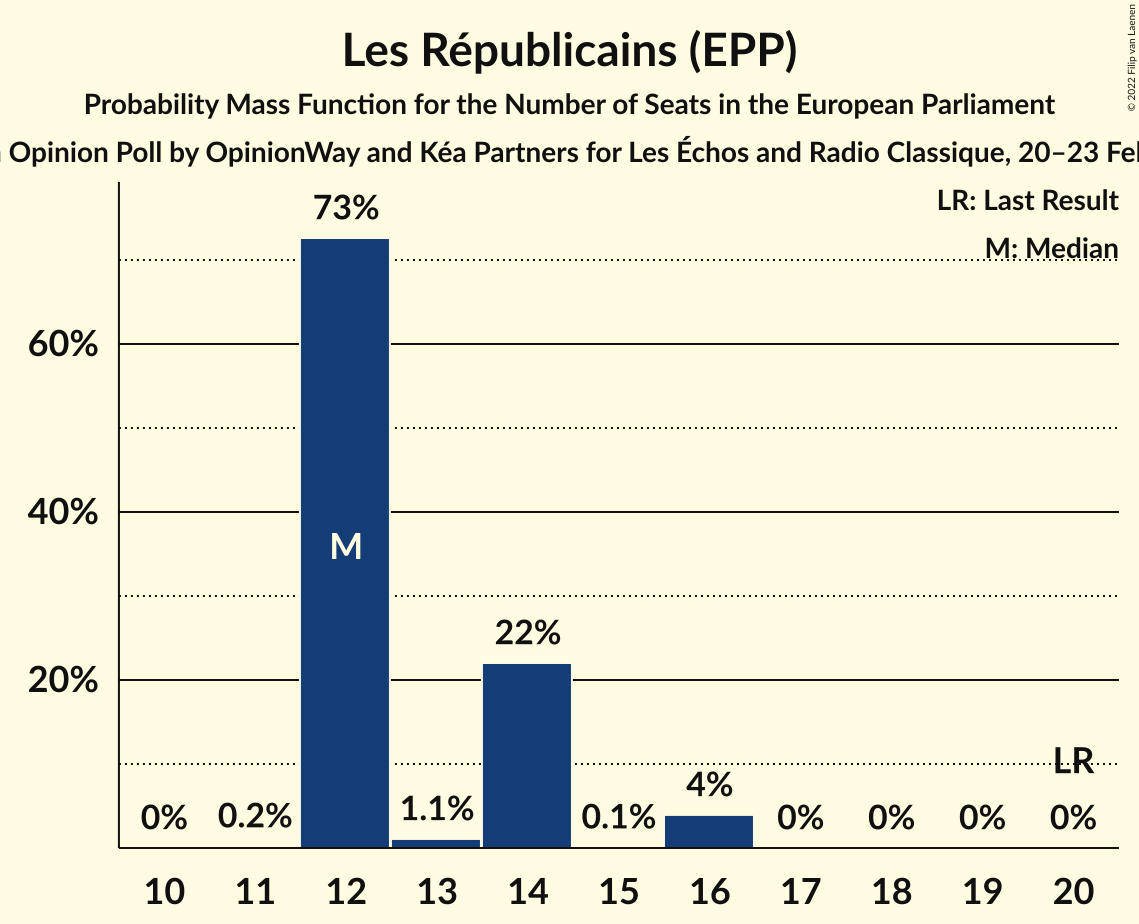 Les Républicains (EPP)
Probability Mass Function for the Number of Seats in the European Parliament
Opinion Poll by OpinionWay and Kéa Partners for Les Échos and Radio Classique, 20–23
LR: Last Result
M: Median
© 2022 Filip van Laenen
60%
40%
20%
0%
0.2%
73%
M
1.1%
22%
0.1%
4%
0%
0%
0%
LR
0%
10 11 12 13 14 15 16 17 18 19 20